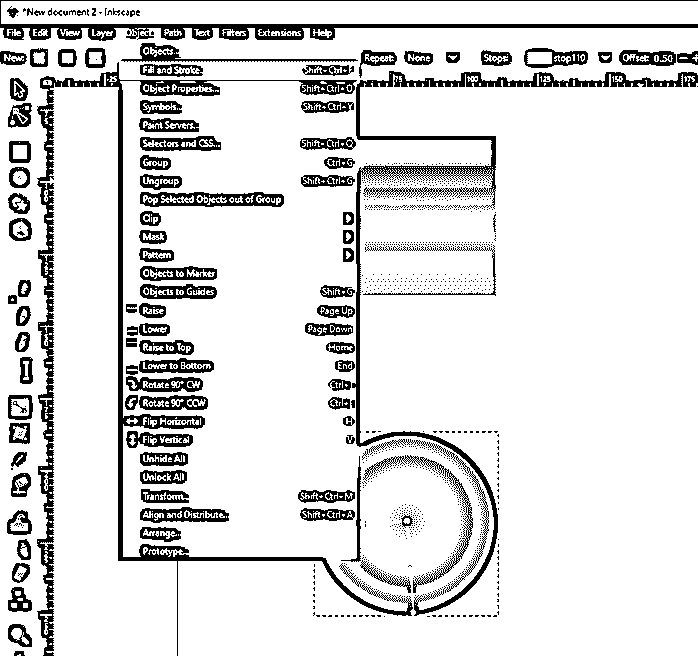 *New document 2 - Inkscape
File Edit View Layer Object Path Text Filters Extensions Help
New: Repeat: None Stops: stop110 Offset: 0.50
75 100 125 150 175
Objects...
Fill and Stroke... Shift+Ctrl+F
Object Properties... Shift+Ctrl+O
Symbols... Shift+Ctrl+Y
Paint Servers...
Selectors and CSS... Shift+Ctrl+Q
Group Ctrl+G
Ungroup Shift+Ctrl+G
Pop Selected Objects out of Group
Clip
Mask
Pattern
Objects to Marker
Objects to Guides Shift+G
Raise Page Up
Lower Page Down
Raise to Top Home
Lower to Bottom End
Rotate 90° CW
Rotate 90° CCW
Flip Horizontal H
Flip Vertical V
Unhide All
Unlock All
Transform... Shift+Ctrl+M
Align and Distribute... Shift+Ctrl+A
Arrange...
Prototype...